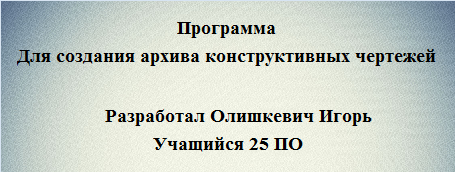 Программа
Для создания архива конструктивных чертежей
Разработал Олишкевич Игорь
Учащийся 25 ПО